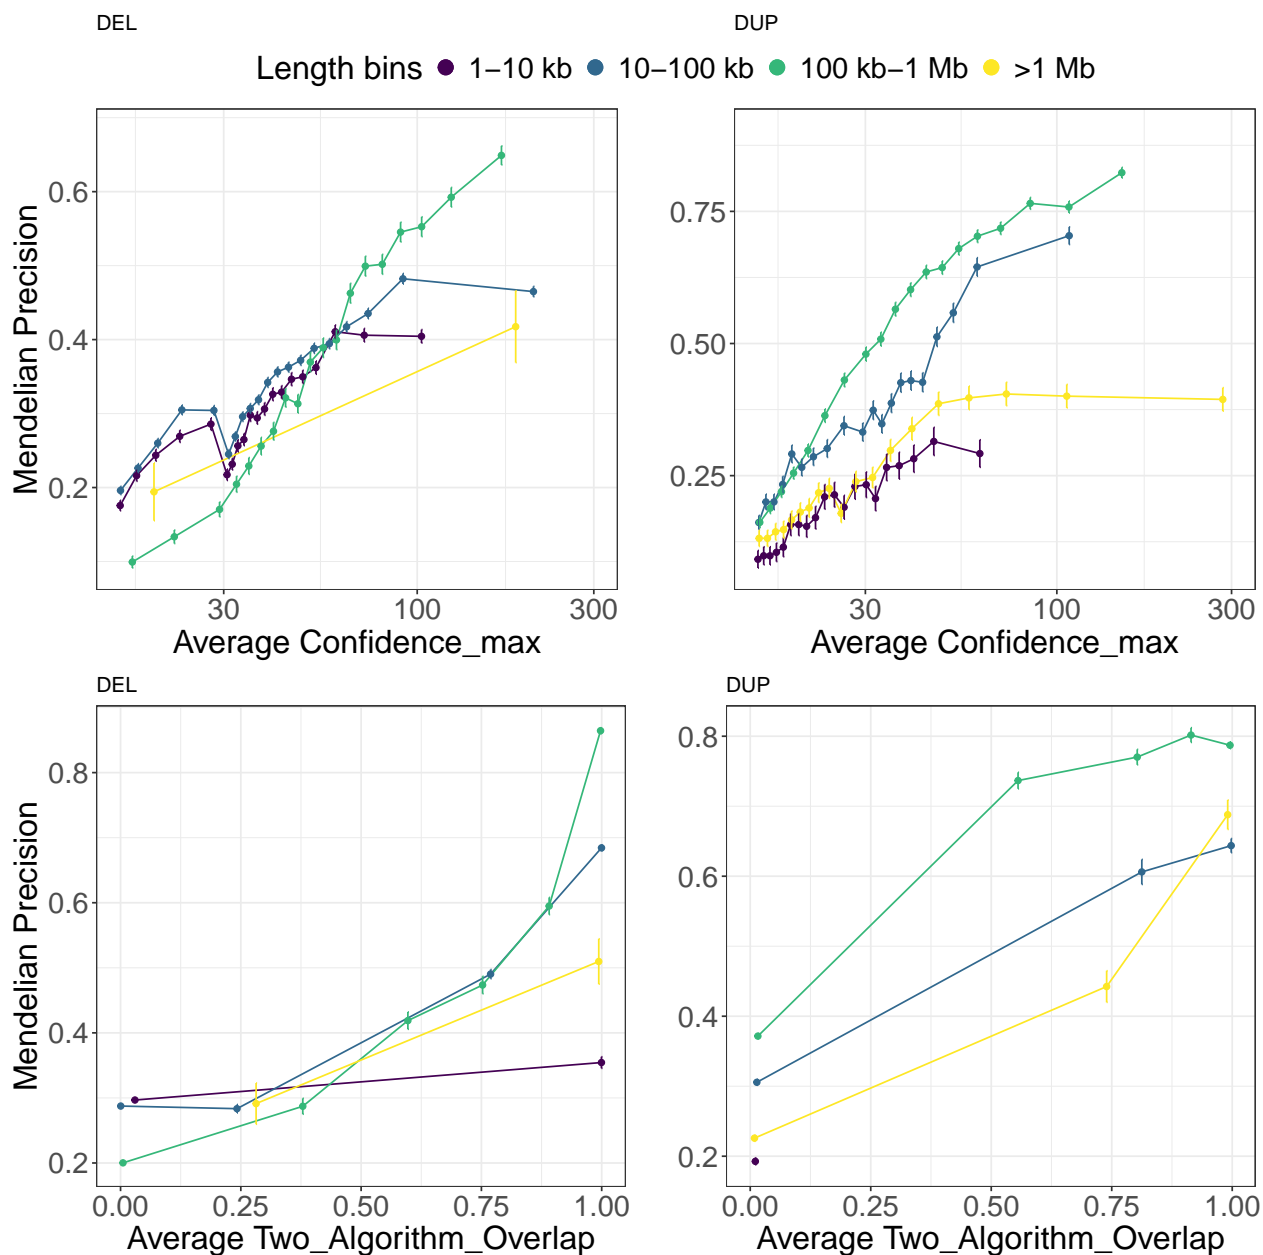 DEL DUP
Length bins 1−10 kb 10−100 kb 100 kb−1 Mb >1 Mb
Mendelian Precision
0.6
0.4
0.2
30 100 300
Average Confidence_max
0.75
0.50
0.25
30 100 300
Average Confidence_max
DEL
Mendelian Precision
0.8
0.6
0.4
0.2
0.00 0.25 0.50 0.75 1.00
Average Two_Algorithm_Overlap
DUP
0.8
0.6
0.4
0.2
0.00 0.25 0.50 0.75 1.00
Average Two_Algorithm_Overlap